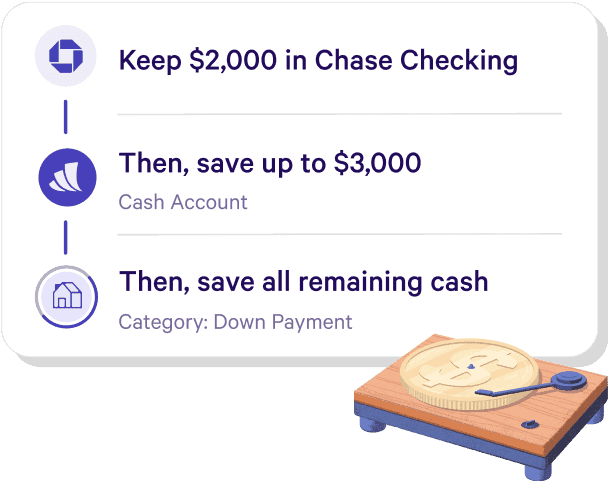 Keep $2,000 in Chase Checking
Then, save up to $3,000
Cash Account
Then, save all remaining cash
Category: Down Payment